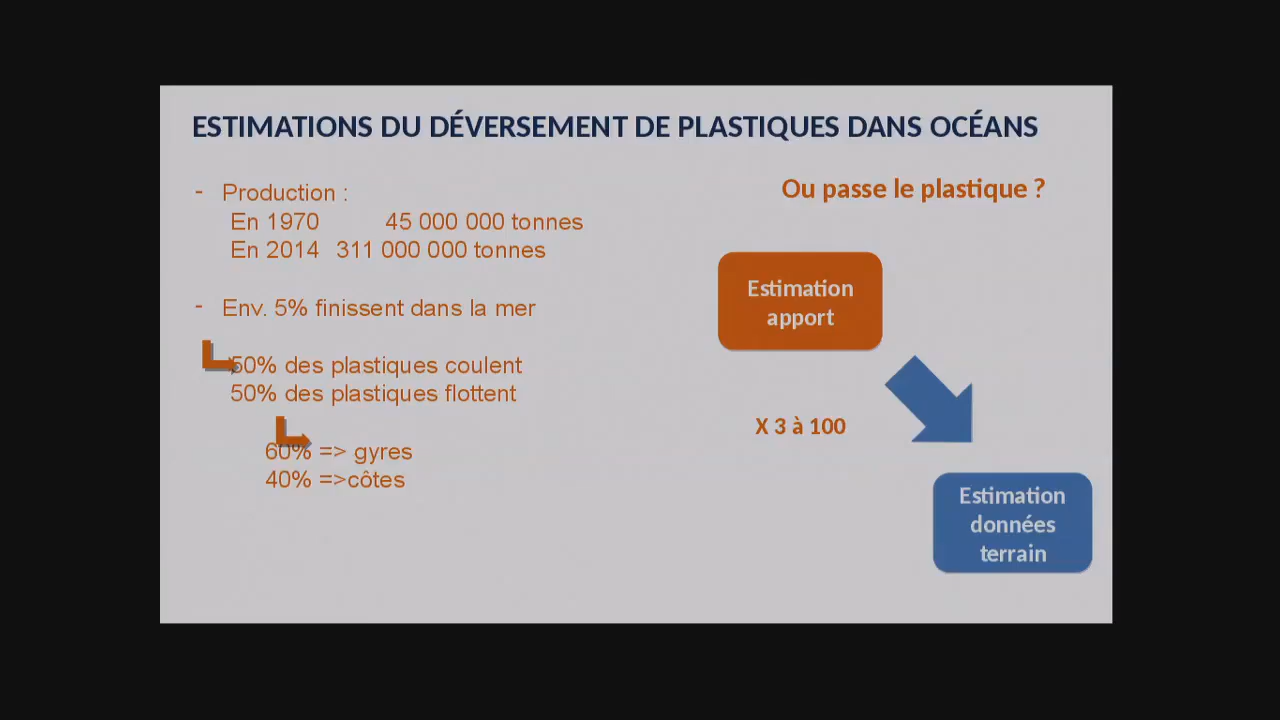 ESTIMATIONS DU DÉVERSEMENT DE PLASTIQUES DANS OCÉANS
- Production :
En 1970 45 000 000 tonnes
En 2014 311 000 000 tonnes
- Env. 5% finissent dans la mer
50% des plastiques coulent
50% des plastiques flottent
60% => gyres
40% =>côtes
Ou passe le plastique ?
Estimation
apport
X 3 à 100
Estimation
données
terrain